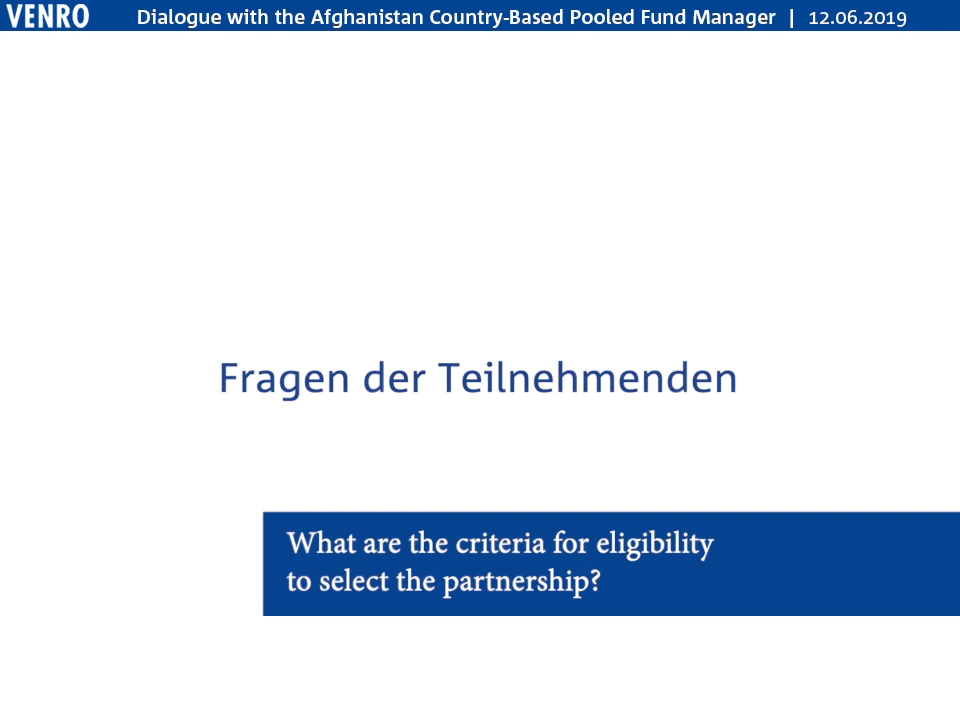 VENRO Dialogue with the Afghanistan Country-Based Pooled Fund Manager | 12.06.2019
Fragen der Teilnehmenden
What are the criteria for eligibility
to select the partnership?